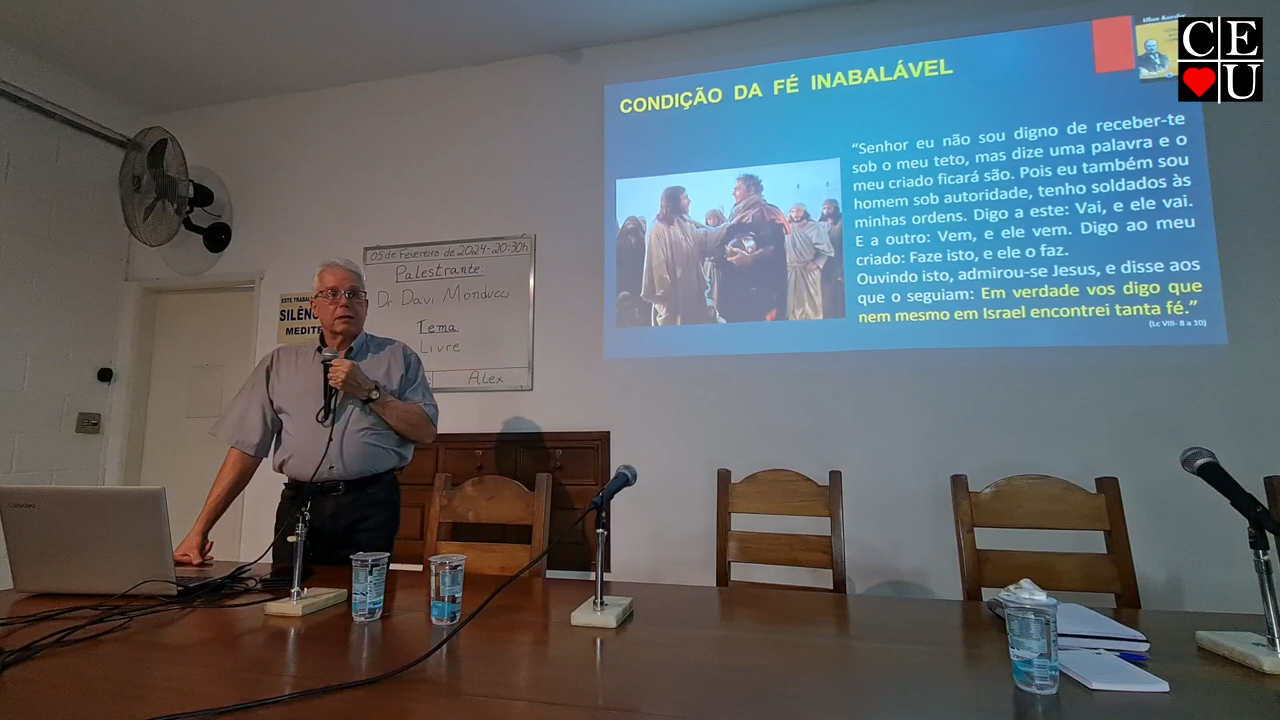 CONDIÇÃO DA FÉ INABALÁVEL
“Senhor eu não sou digno de receber-te
sob o meu teto, mas dize uma palavra e o
meu criado ficará são. Pois eu também sou
homem sob autoridade, tenho soldados às
minhas ordens. Digo a este: Vai, e ele vai.
E a outro: Vem, e ele vem. Digo ao meu
criado: Faze isto, e ele o faz.
Ouvindo isto, admirou-se Jesus, e disse aos
que o seguiam: Em verdade vos digo que
nem mesmo em Israel encontrei tanta fé.”
(Lc VIII- 8 a 10)
CE
U
05 de Fevereiro de 2024-20:30h
Palestrante
Dr. Davi Monducci
Tema
Livre
Alex
ESTE TRABAL
SILÊN
MEDITE